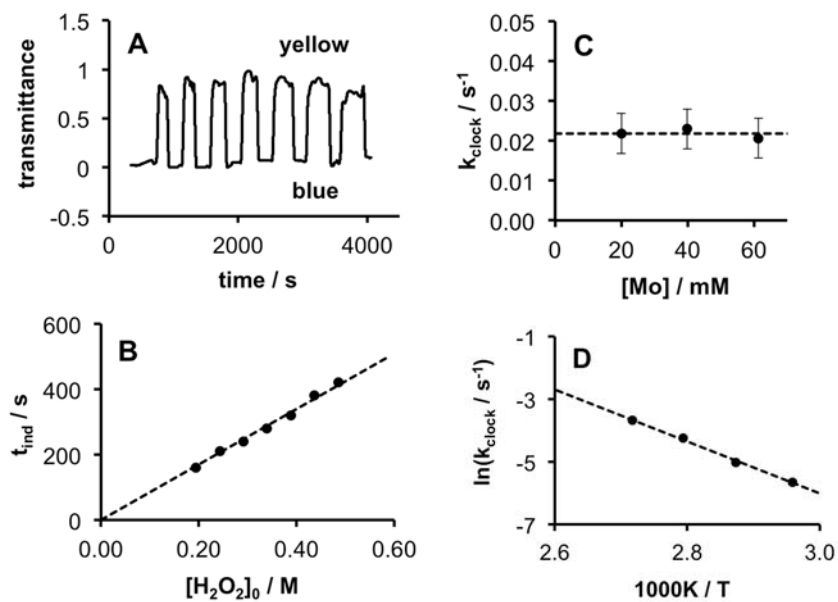 A
yellow
blue
transmittance
1.5
1
0.5
0
-0.5
0 2000 4000
time / s
C
k_clock / s⁻¹
0.05
0.04
0.03
0.02
0.01
0.00
0 20 40 60
[Mo] / mM
B
t_ind / s
600
400
200
0
0.00 0.20 0.40 0.60
[H₂O₂]₀ / M
D
ln(k_clock / s⁻¹)
-1
-3
-5
-7
2.6 2.8 3.0
1000K / T